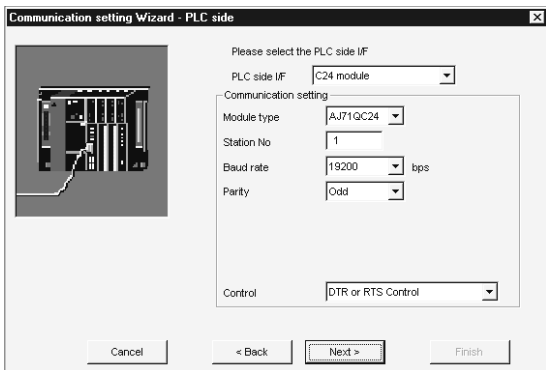 Communication setting Wizard - PLC side
Please select the PLC side I/F
PLC side I/F C24 module
Communication setting
Module type AJ71QC24
Station No 1
Baud rate 19200 bps
Parity Odd
Control DTR or RTS Control
Cancel < Back Next > Finish